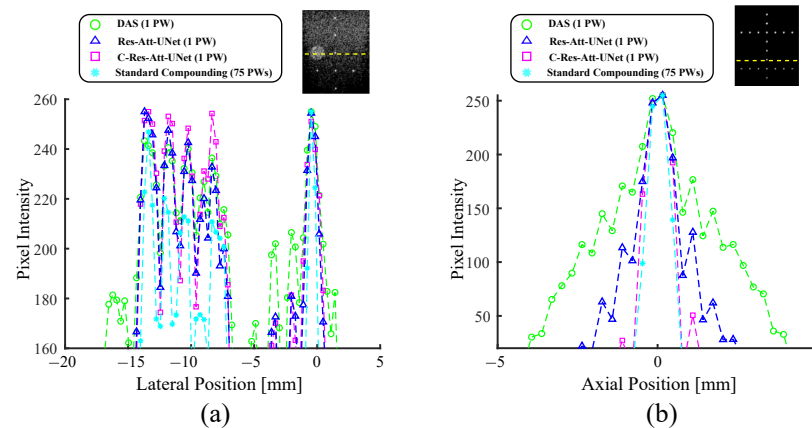 DAS (1 PW)
Res-Att-UNet (1 PW)
C-Res-Att-UNet (1 PW)
Standard Compounding (75 PWs)
260
240
220
200
180
160
Pixel Intensity
−20
−15
−10
−5
0
5
Lateral Position [mm]
(a)
DAS (1 PW)
Res-Att-UNet (1 PW)
C-Res-Att-UNet (1 PW)
Standard Compounding (75 PWs)
250
200
150
100
50
Pixel Intensity
−5
0
5
Axial Position [mm]
(b)